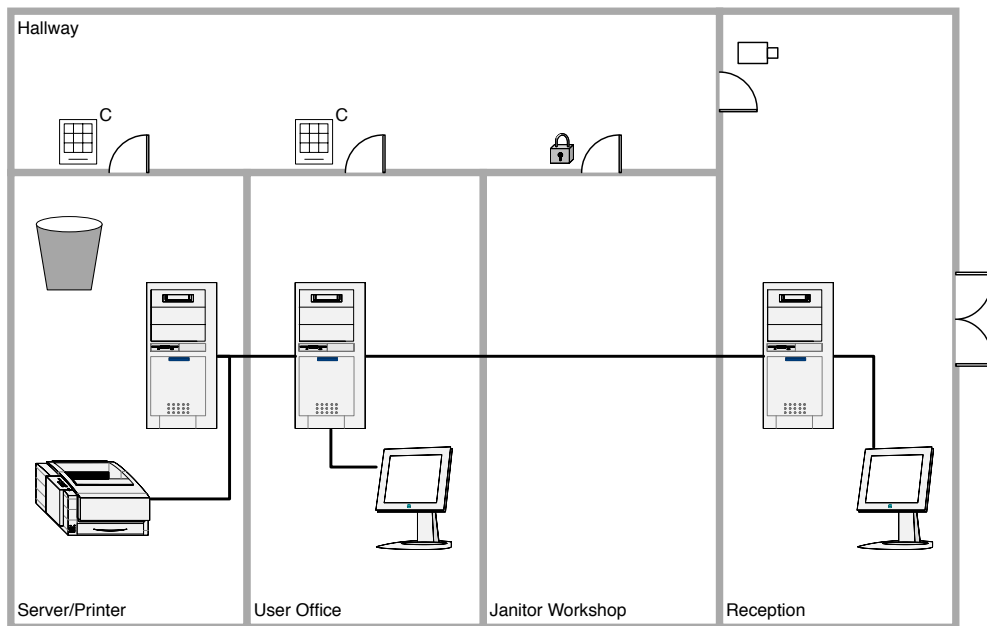 Hallway
C
C
Server/Printer
User Office
Janitor Workshop
Reception